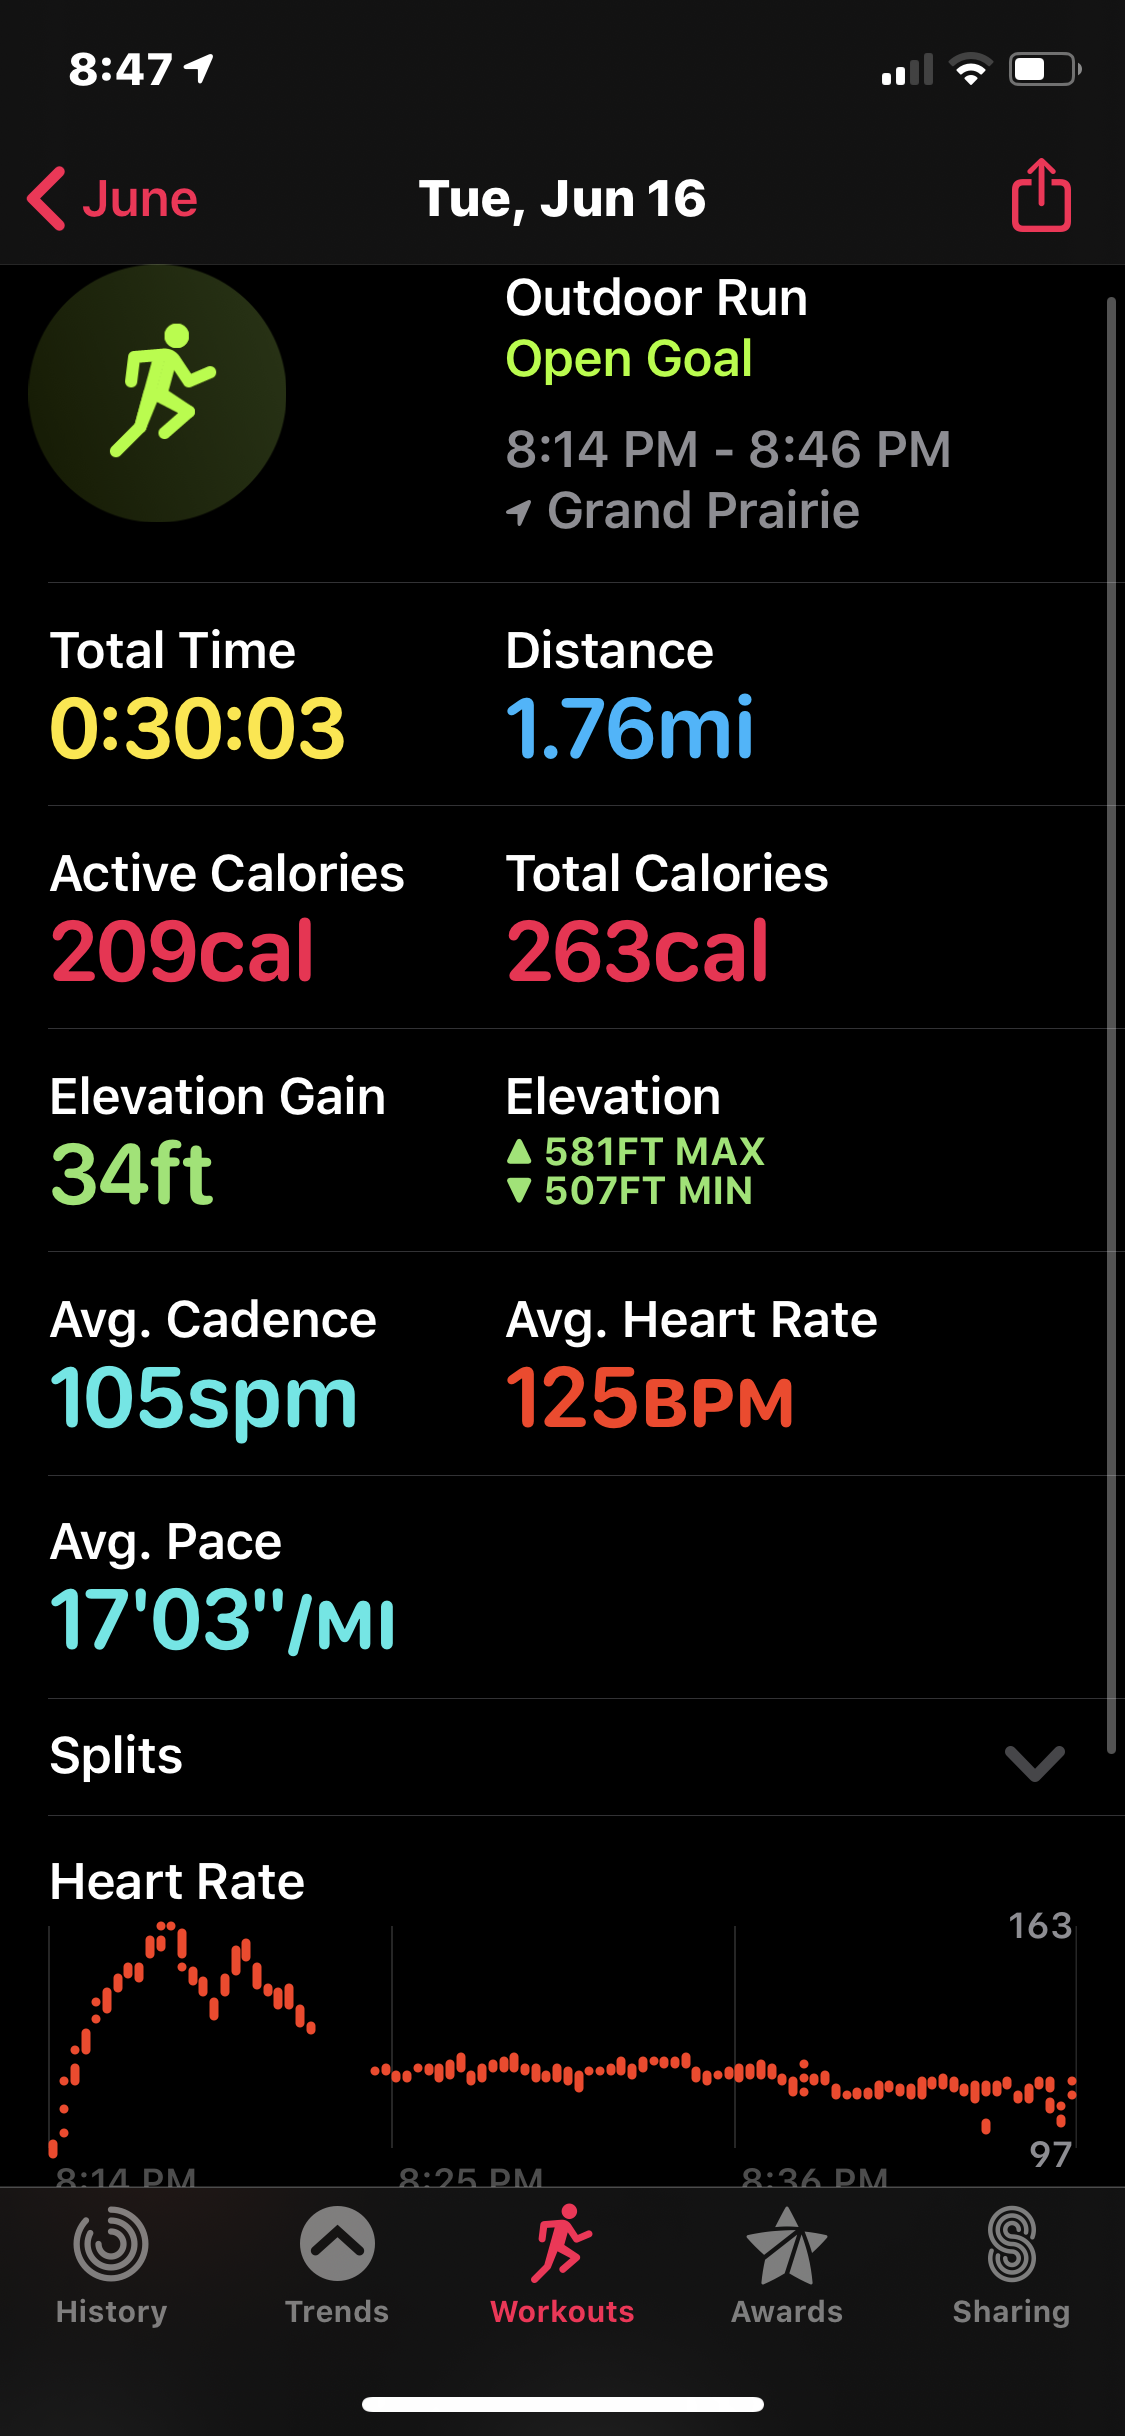 8:47
June
Tue, Jun 16
Outdoor Run
Open Goal
8:14 PM - 8:46 PM
Grand Prairie
Total Time
0:30:03
Distance
1.76mi
Active Calories
209cal
Total Calories
263cal
Elevation Gain
34ft
Elevation
581FT MAX
507FT MIN
Avg. Cadence
105spm
Avg. Heart Rate
125BPM
Avg. Pace
17'03"/MI
Splits
Heart Rate
163
97
8:14 PM
8:25 PM
8:36 PM
History
Trends
Workouts
Awards
Sharing